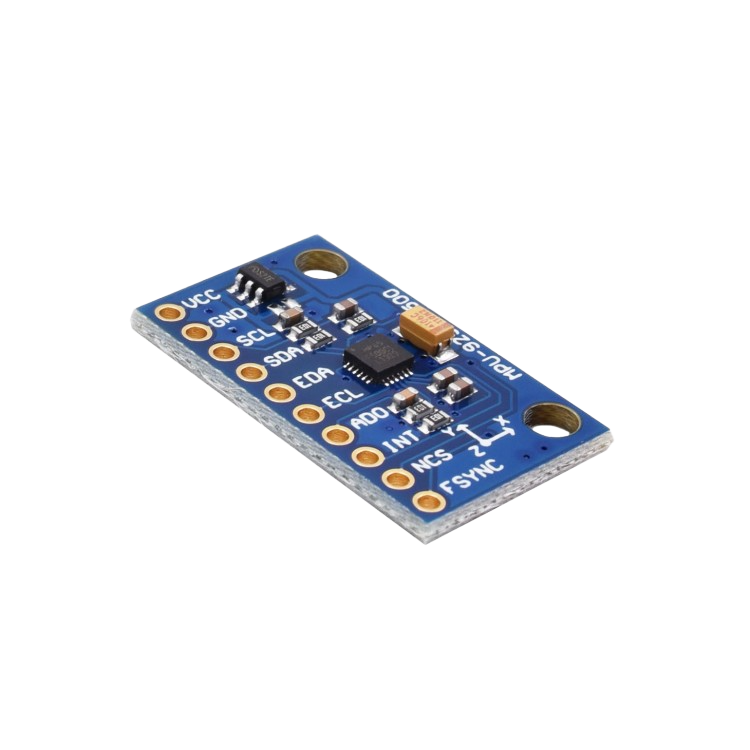 VCC
GND
SCL
SDA
EDA
ECL
ADO
INT
NCS
FSYNC
X
Y
Z